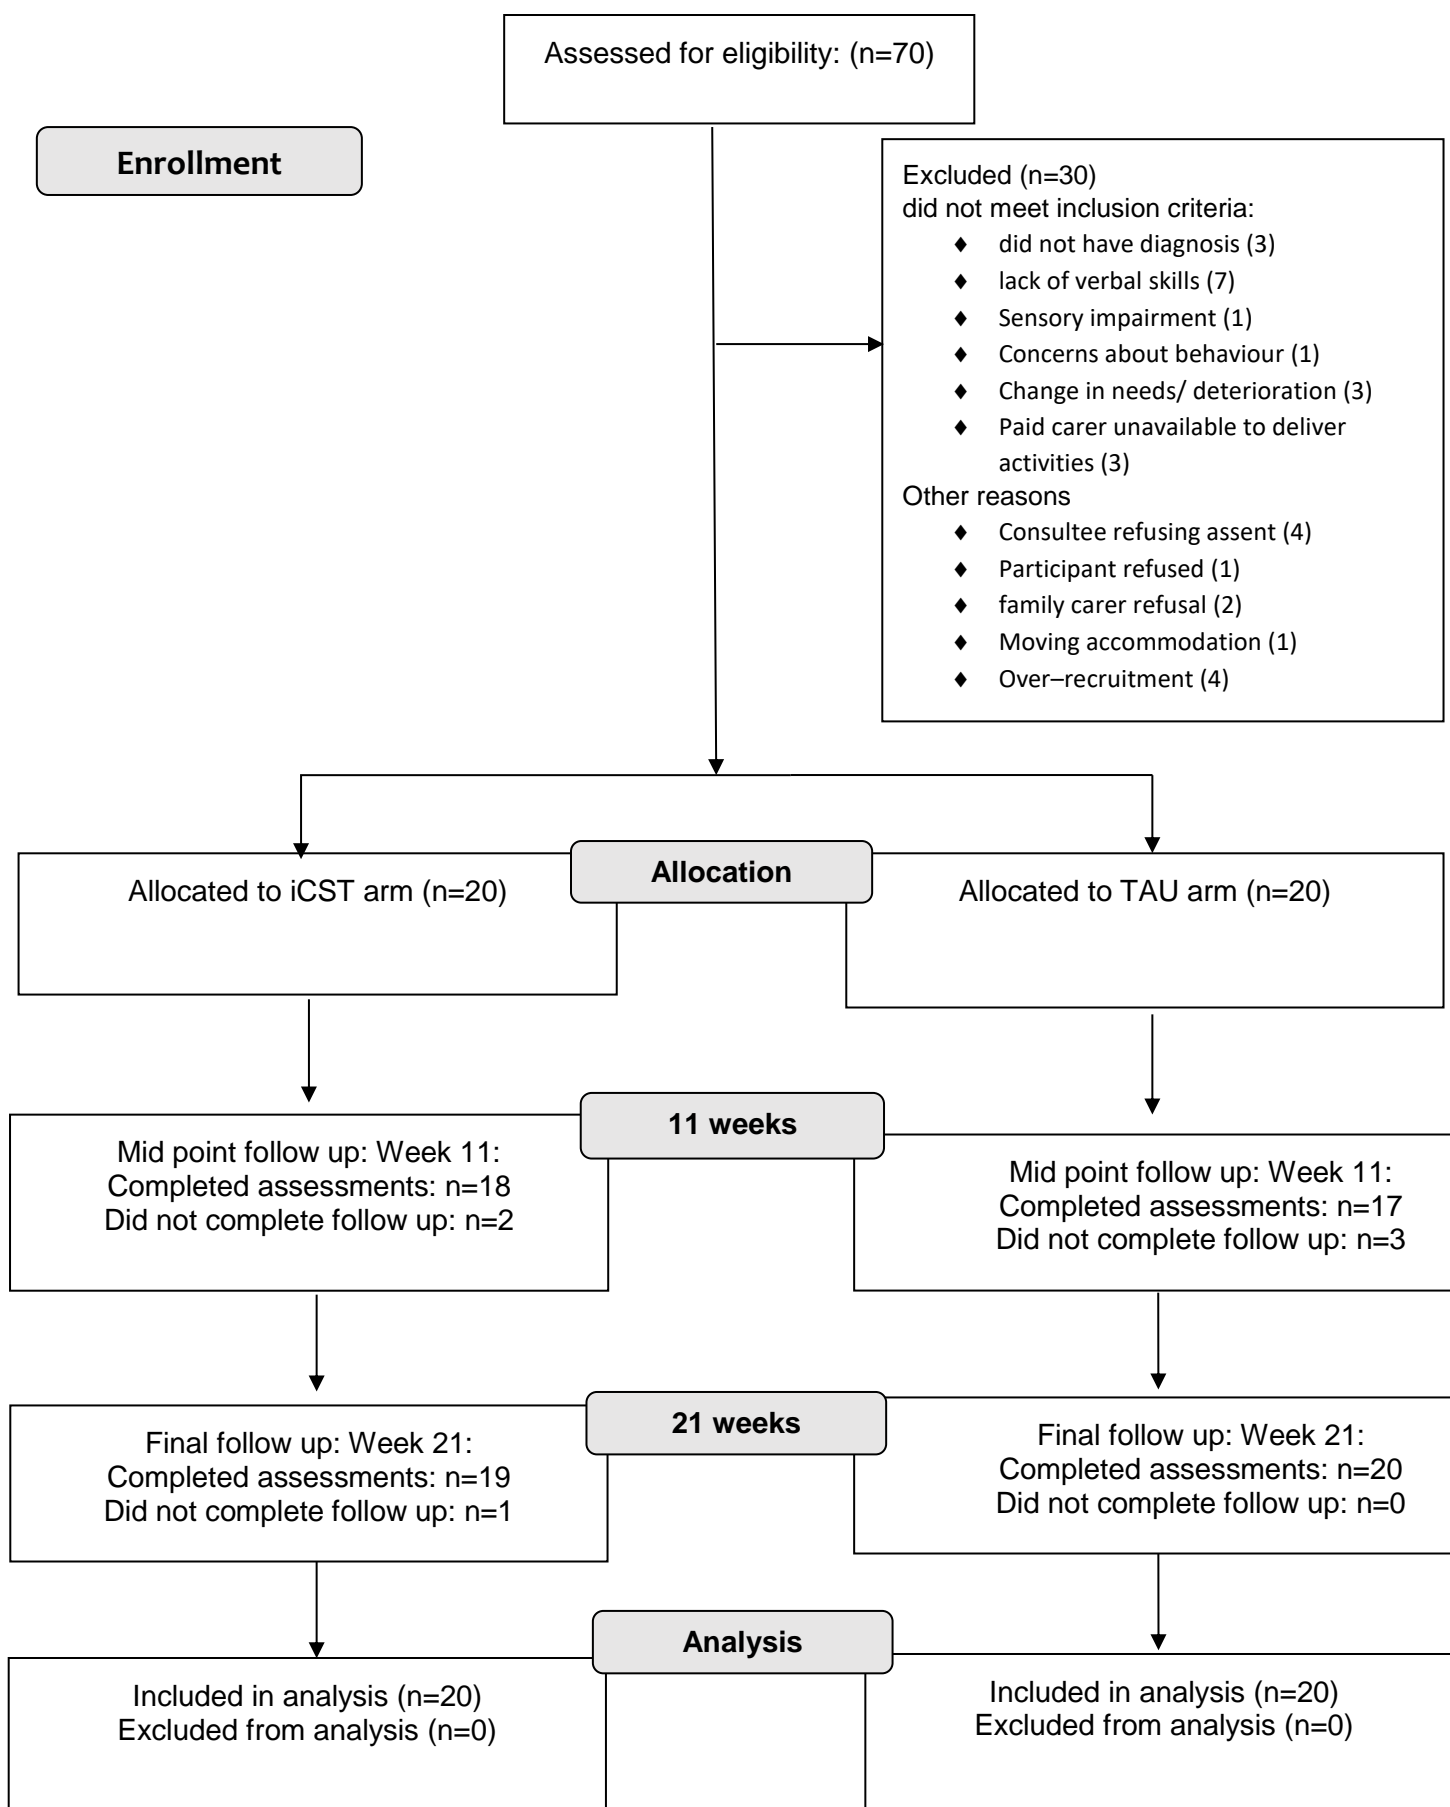 Assessed for eligibility: (n=70)
Enrollment
Excluded (n=30)
did not meet inclusion criteria:
♦ did not have diagnosis (3)
♦ lack of verbal skills (7)
♦ Sensory impairment (1)
♦ Concerns about behaviour (1)
♦ Change in needs/ deterioration (3)
♦ Paid carer unavailable to deliver
activities (3)
Other reasons
♦ Consultee refusing assent (4)
♦ Participant refused (1)
♦ family carer refusal (2)
♦ Moving accommodation (1)
♦ Over–recruitment (4)
Allocation
Allocated to iCST arm (n=20)
Allocated to TAU arm (n=20)
11 weeks
Mid point follow up: Week 11:
Completed assessments: n=18
Did not complete follow up: n=2
Mid point follow up: Week 11:
Completed assessments: n=17
Did not complete follow up: n=3
21 weeks
Final follow up: Week 21:
Completed assessments: n=19
Did not complete follow up: n=1
Final follow up: Week 21:
Completed assessments: n=20
Did not complete follow up: n=0
Analysis
Included in analysis (n=20)
Excluded from analysis (n=0)
Included in analysis (n=20)
Excluded from analysis (n=0)